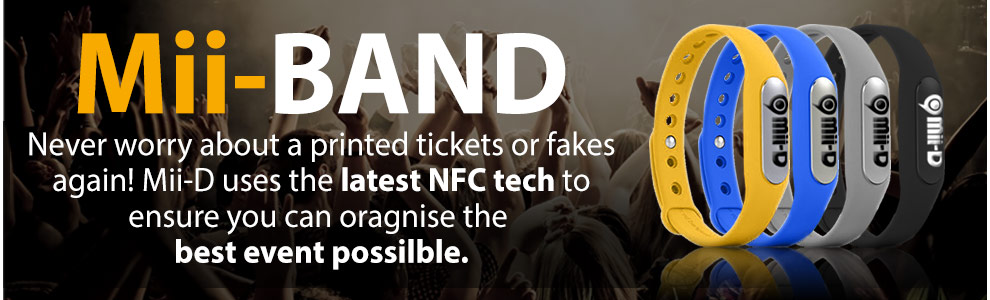 Mii-BAND
Never worry about a printed tickets or fakes
again! Mii-D uses the latest NFC tech to
ensure you can oragnise the
best event possilble.
mii-D
mii-D
mii-D
mii-D